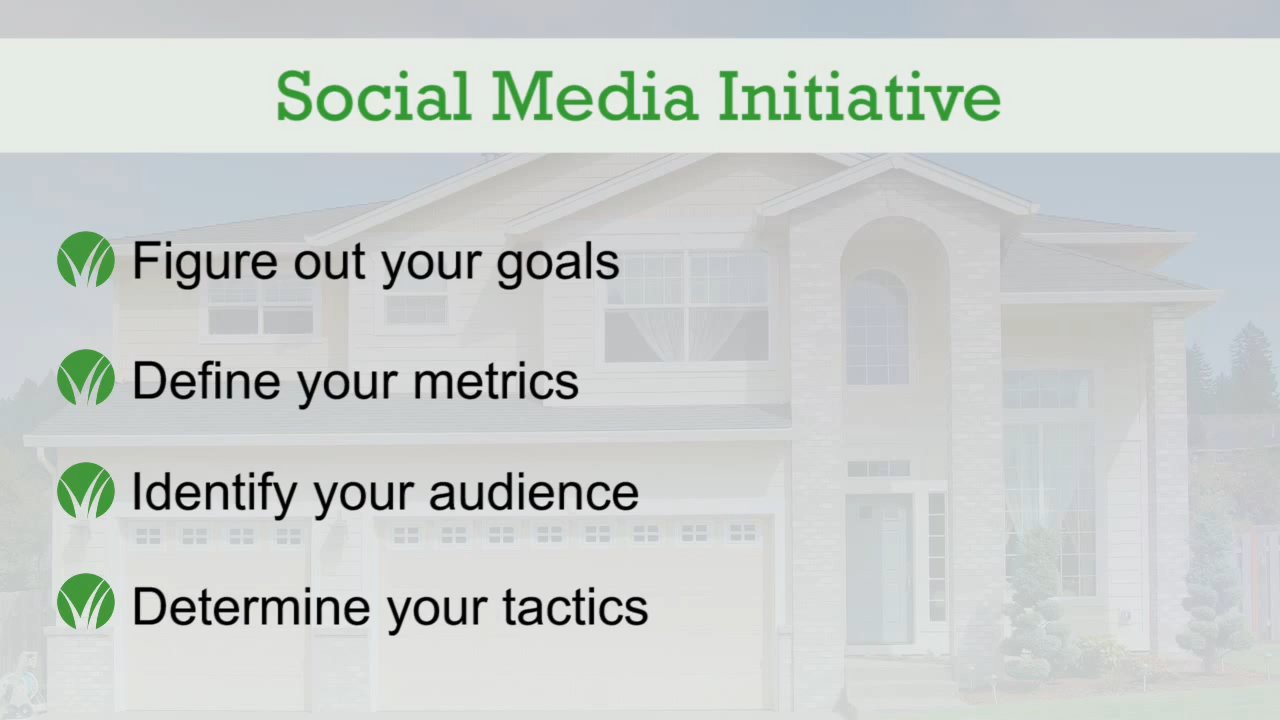 Social Media Initiative
Figure out your goals
Define your metrics
Identify your audience
Determine your tactics